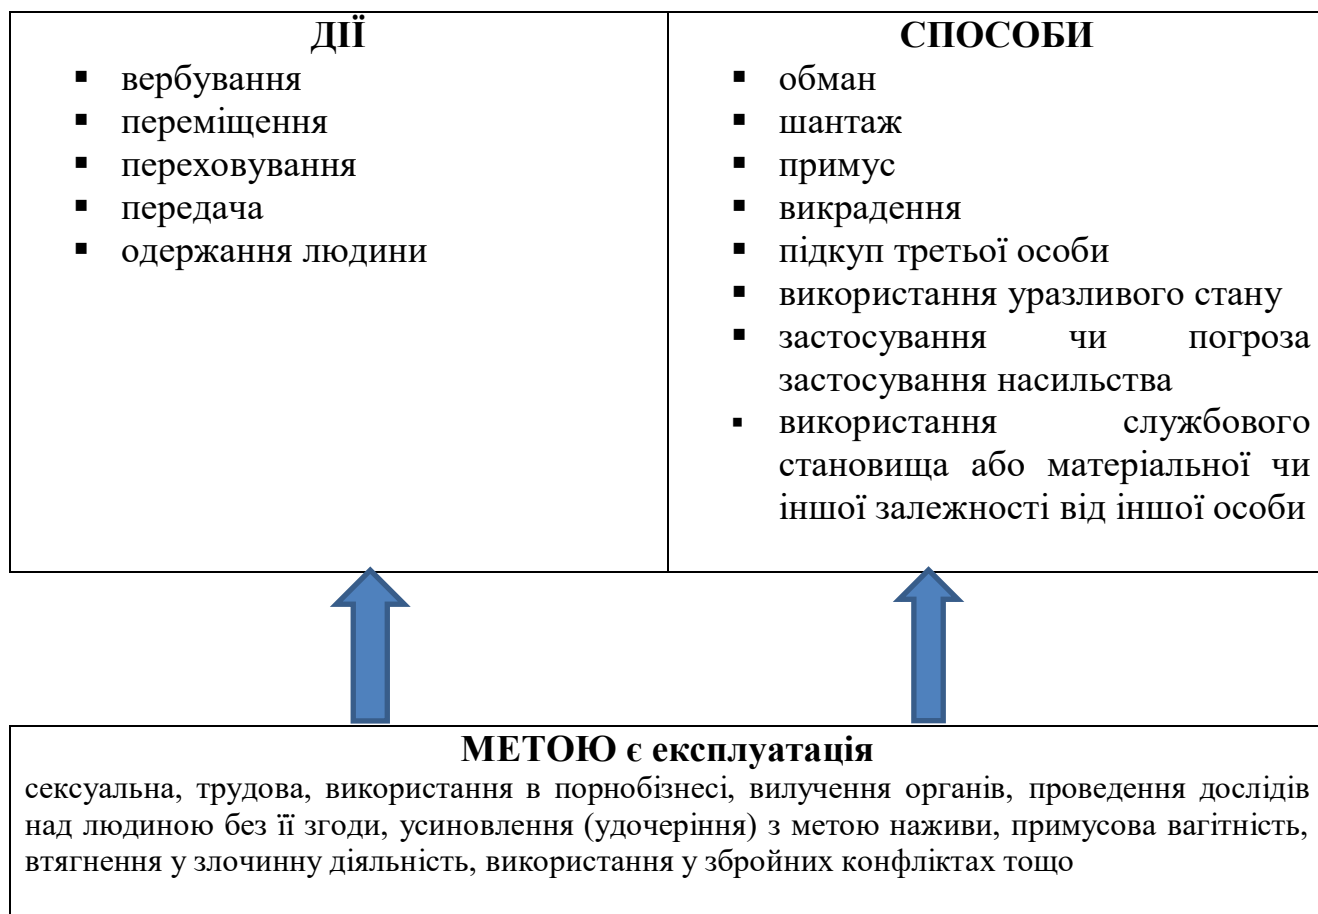 ДІЇ
▪ вербування
▪ переміщення
▪ переховування
▪ передача
▪ одержання людини
СПОСОБИ
▪ обман
▪ шантаж
▪ примус
▪ викрадення
▪ підкуп третьої особи
▪ використання уразливого стану
▪ застосування чи погроза
застосування насильства
▪ використання службового
становища або матеріальної чи
іншої залежності від іншої особи
МЕТОЮ є експлуатація
сексуальна, трудова, використання в порнобізнесі, вилучення органів, проведення дослідів
над людиною без її згоди, усиновлення (удочеріння) з метою наживи, примусова вагітність,
втягнення у злочинну діяльність, використання у збройних конфліктах тощо